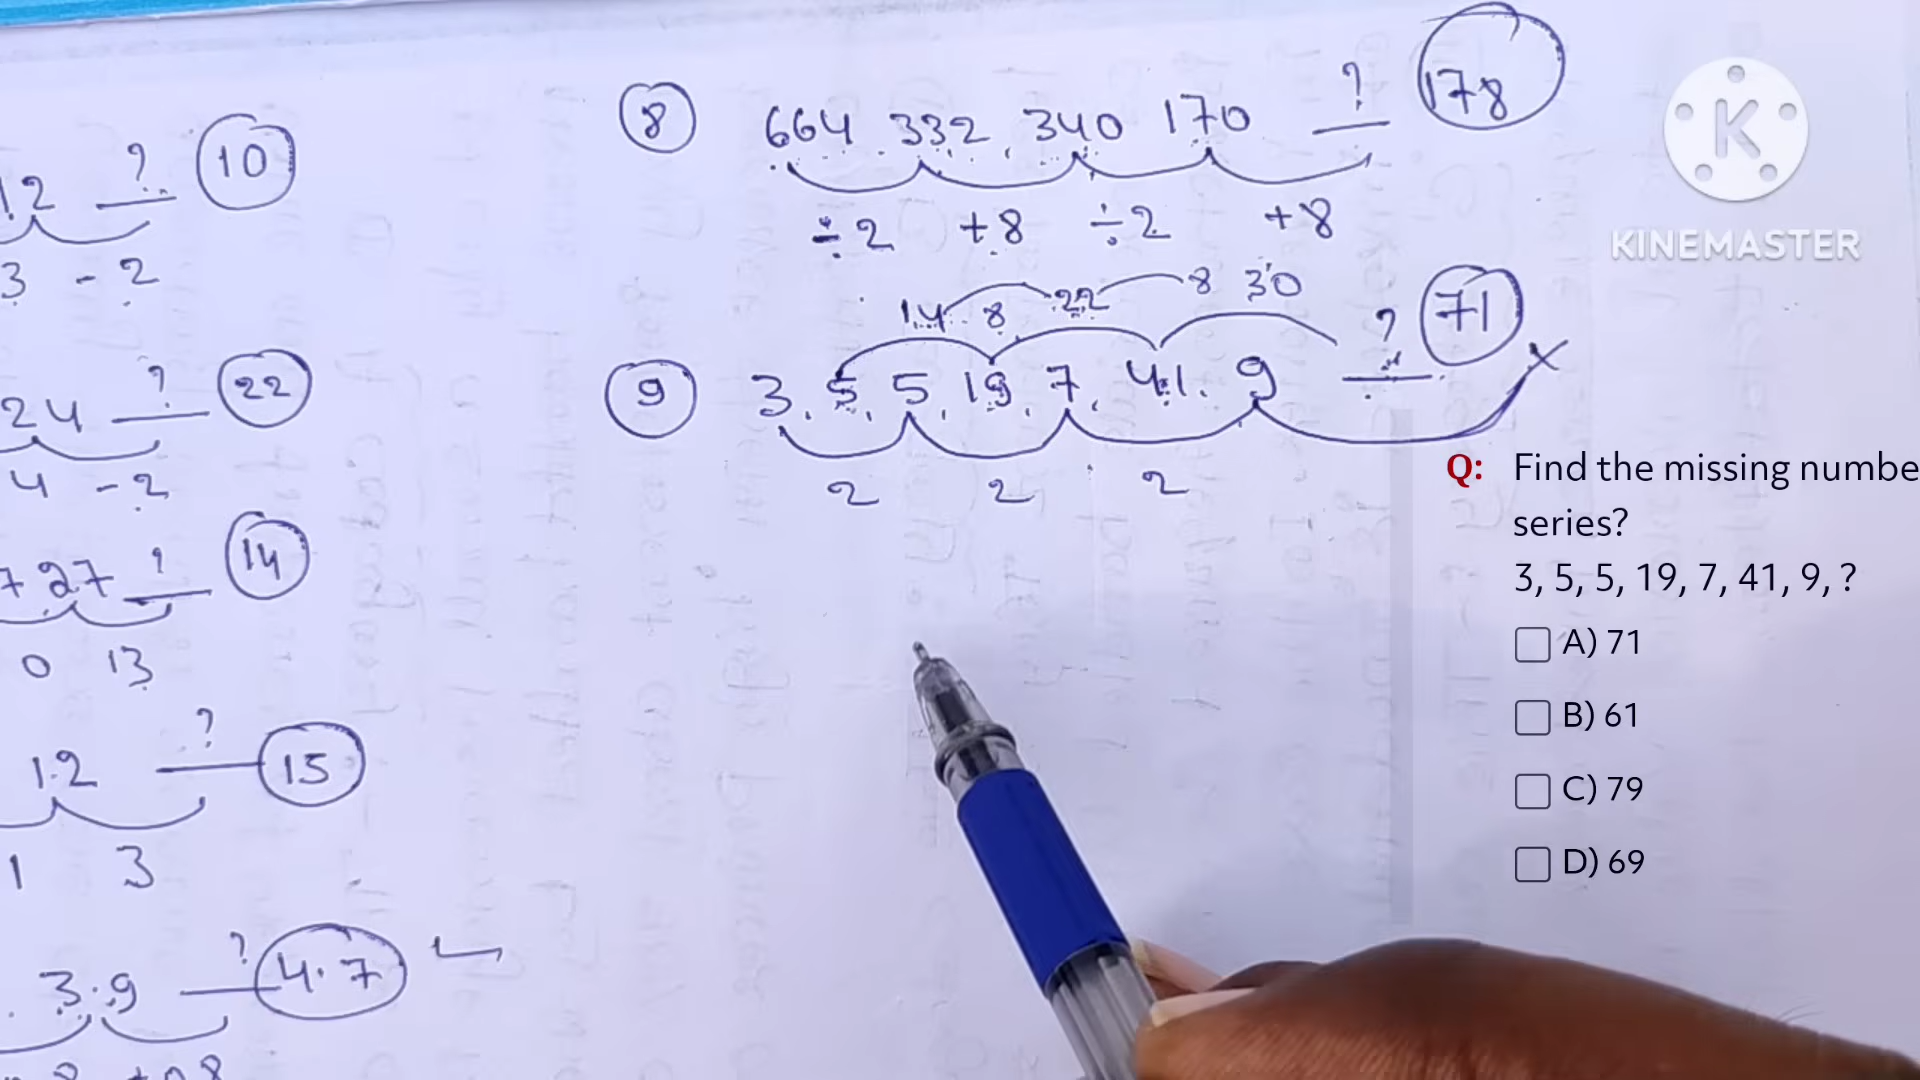 12 ? 10
3 - 2
24 ? 22
4 - 2
7 27 ? 14
0 13
12 ? 15
1 3
3.9 ? 4.7
8 664 332 340 170 ? 178
÷2 +8 ÷2 +8
14 8 22 8 30
9 3, 5, 5, 19, 7, 41, 9 ? 71
2 2 2
K
KINEMASTER
Q: Find the missing numbe
series?
3, 5, 5, 19, 7, 41, 9, ?
A) 71
B) 61
C) 79
D) 69